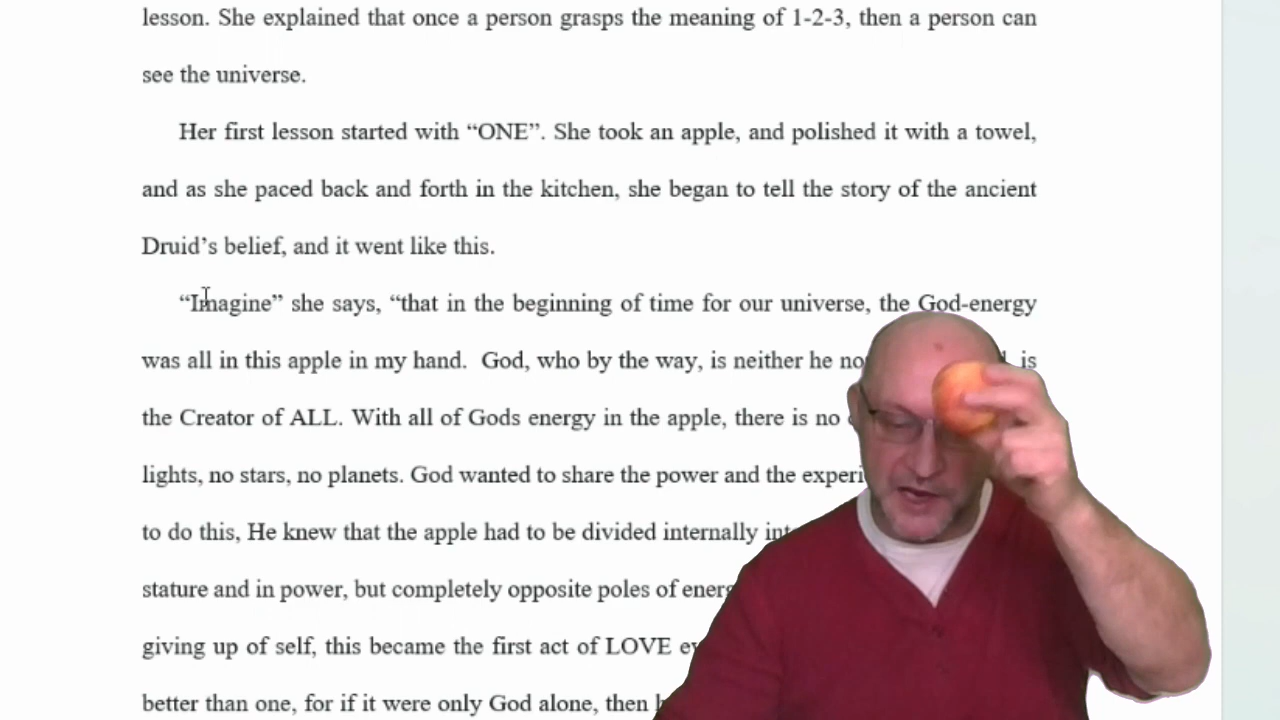 lesson. She explained that once a person grasps the meaning of 1-2-3, then a person can
see the universe.
Her first lesson started with “ONE”. She took an apple, and polished it with a towel,
and as she paced back and forth in the kitchen, she began to tell the story of the ancient
Druid’s belief, and it went like this.
“Imagine” she says, “that in the beginning of time for our universe, the God-energy
was all in this apple in my hand.  God, who by the way, is neither he is
the Creator of ALL. With all of Gods energy in the apple, there is no
lights, no stars, no planets. God wanted to share the power and the
to do this, He knew that the apple had to be divided internally
stature and in power, but completely opposite poles of
giving up of self, this became the first act of LOVE
better than one, for if it were only God alone, then